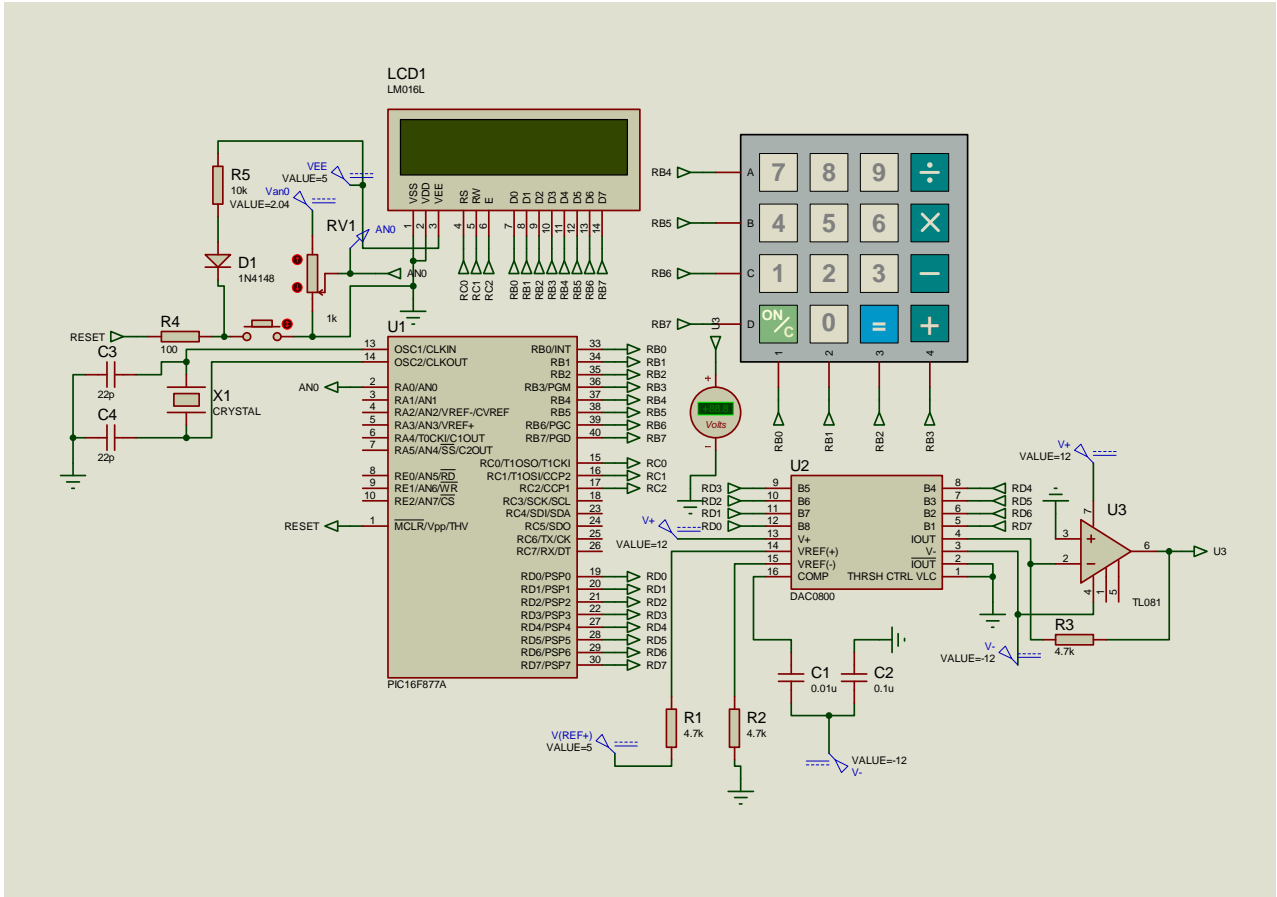 LCD1
LM016L
VSS
VDD
VEE
RS
RW
E
D0
D1
D2
D3
D4
D5
D6
D7
1
2
3
4
5
6
7
8
9
10
11
12
13
14
RC0
RC1
RC2
RB0
RB1
RB2
RB3
RB4
RB5
RB6
RB7
R5
10k
VEE
VALUE=5
Van0
VALUE=2.04
RV1
AN0
AN0
1k
D1
1N4148
RESET
R4
100
C3
22p
C4
22p
X1
CRYSTAL
AN0
RESET
U1
13 OSC1/CLKIN
14 OSC2/CLKOUT
2 RA0/AN0
3 RA1/AN1
4 RA2/AN2/VREF-/CVREF
5 RA3/AN3/VREF+
6 RA4/T0CKI/C1OUT
7 RA5/AN4/SS/C2OUT
8 RE0/AN5/RD
9 RE1/AN6/WR
10 RE2/AN7/CS
1 MCLR/Vpp/THV
RB0/INT 33 RB0
RB1 34 RB1
RB2 35 RB2
RB3/PGM 36 RB3
RB4 37 RB4
RB5 38 RB5
RB6/PGC 39 RB6
RB7/PGD 40 RB7
RC0/T1OSO/T1CKI 15 RC0
RC1/T1OSI/CCP2 16 RC1
RC2/CCP1 17 RC2
RC3/SCK/SCL 18
RC4/SDI/SDA 23
RC5/SDO 24
RC6/TX/CK 25
RC7/RX/DT 26
RD0/PSP0 19 RD0
RD1/PSP1 20 RD1
RD2/PSP2 21 RD2
RD3/PSP3 22 RD3
RD4/PSP4 27 RD4
RD5/PSP5 28 RD5
RD6/PSP6 29 RD6
RD7/PSP7 30 RD7
PIC16F877A
RB4 A 7 8 9 ÷
RB5 B 4 5 6 ×
RB6 C 1 2 3 −
RB7 D ON/C 0 = +
1 2 3 4
RB0
RB1
RB2
RB3
U3
+
Volts
−
U2
RD3 9 B5
RD2 10 B6
RD1 11 B7
RD0 12 B8
13 V+
14 VREF(+)
15 VREF(-)
16 COMP
B4 8 RD4
B3 7 RD5
B2 6 RD6
B1 5 RD7
IOUT 4
V- 3
IOUT 2
THRSH CTRL VLC 1
DAC0800
V+
VALUE=12
V+
VALUE=12
U3
3 +
2 −
7
6
4
1
5
U3
TL081
R3
4.7k
V-
VALUE=-12
C1
0.01u
C2
0.1u
R1
4.7k
R2
4.7k
V(REF+)
VALUE=5
VALUE=-12
V-